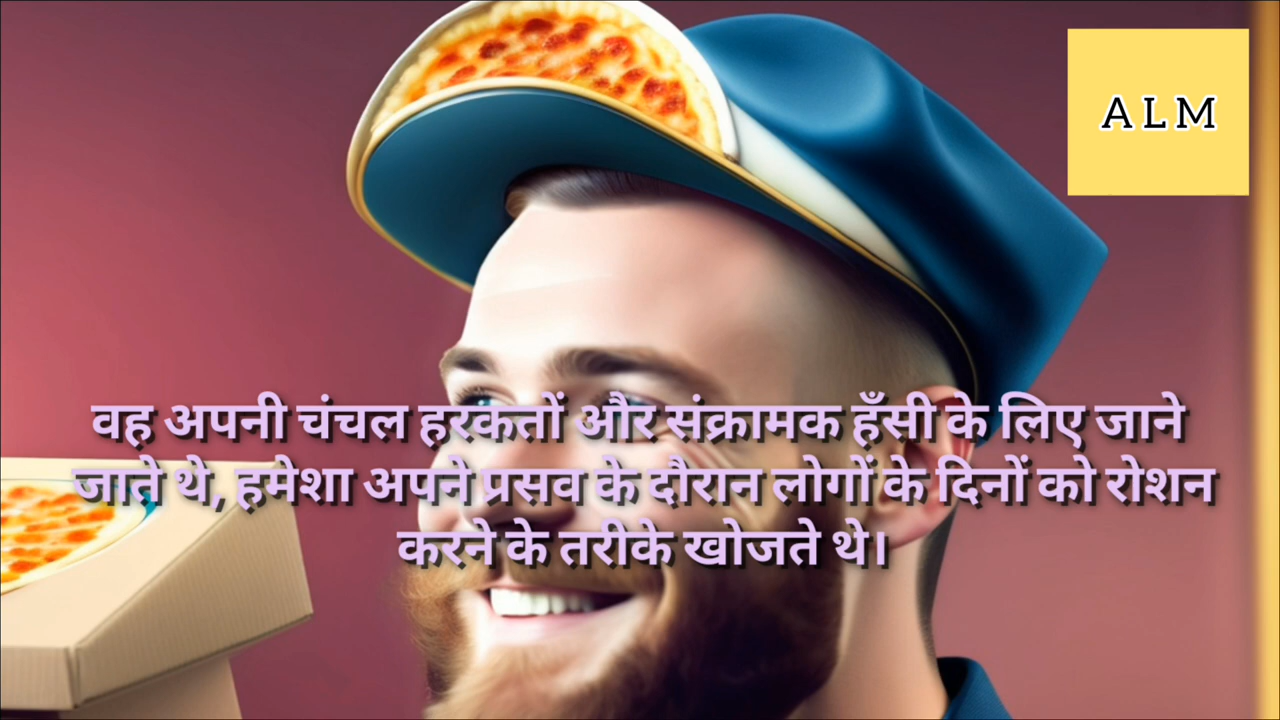 ALM
वह अपनी चंचल हरकतों और संक्रामक हँसी के लिए जाने
जाते थे, हमेशा अपने प्रसव के दौरान लोगों के दिनों को रोशन
करने के तरीके खोजते थे।